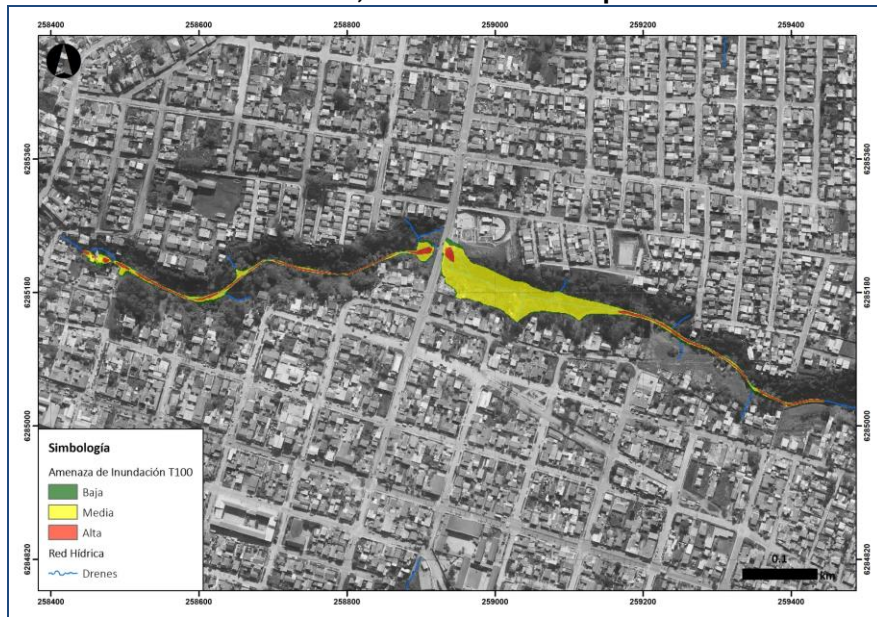 258400 258600 258800 259000 259200 259400
6285360 6285360
6285180 6285180
6285000 6285000
6284820 6284820
Simbología
Amenaza de Inundación T100
Baja
Media
Alta
Red Hídrica
Drenes
0.1
km
258400 258600 258800 259000 259200 259400